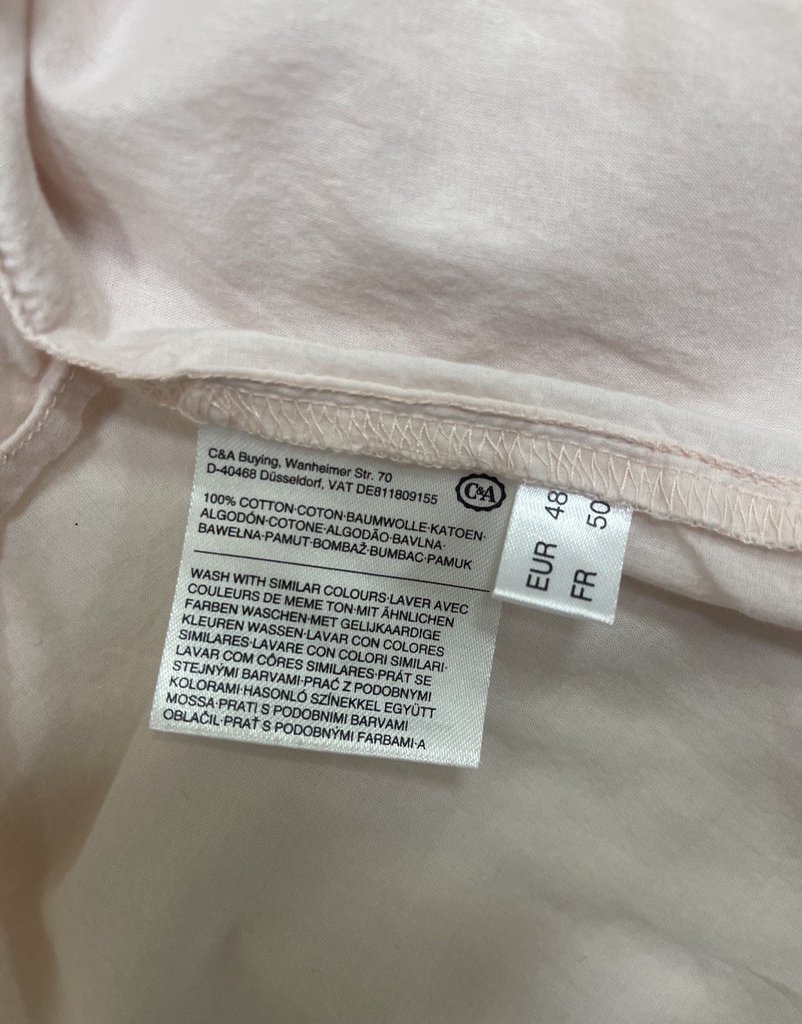 C&A Buying, Wanheimer Str. 70
D-40468 Düsseldorf, VAT DE811809155
C&A
100% COTTON·COTON·BAUMWOLLE·KATOEN·
ALGODÓN·COTONE·ALGODÃO·BAVLNA·
BAWEŁNA·PAMUT·BOMBAŽ·BUMBAC·PAMUK
WASH WITH SIMILAR COLOURS·LAVER AVEC
COULEURS DE MEME TON·MIT ÄHNLICHEN
FARBEN WASCHEN·MET GELIJKAARDIGE
KLEUREN WASSEN·LAVAR CON COLORES
SIMILARES·LAVARE CON COLORI SIMILARI·
LAVAR COM CÔRES SIMILARES·PRÁT SE
STEJNÝMI BARVAMI·PRAĆ Z PODOBNYMI
KOLORAMI·HASONLÓ SZÍNEKKEL EGYÜTT
MOSSA·PRATI S PODOBNIMI BARVAMI
OBLAČIL·PRAŤ S PODOBNÝMI FARBAMI·A
EUR 48
FR 50